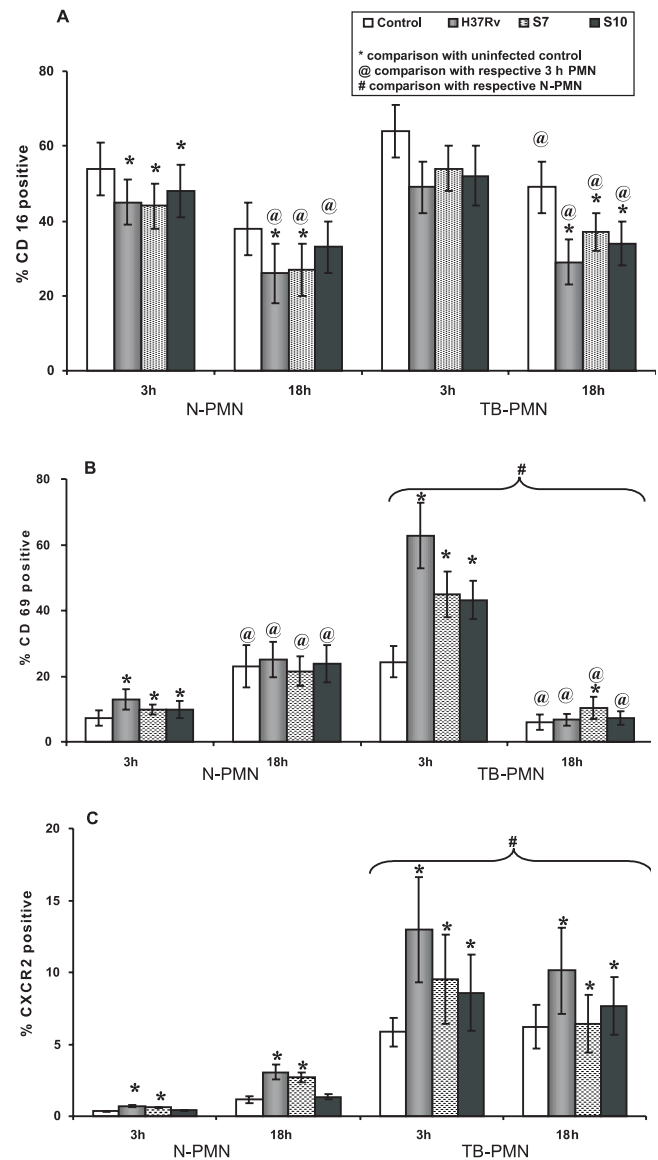 A
Control H37Rv S7 S10
* comparison with uninfected control
@ comparison with respective 3 h PMN
# comparison with respective N-PMN
% CD 16 positive
80
60
40
20
0
* * *
@ @ @
* *
@
@ @ @
* * *
3h 18h 3h 18h
N-PMN TB-PMN
B
#
% CD 69 positive
80
60
40
20
0
* * *
@ @ @ @
* * *
@ @ @ @
*
3h 18h 3h 18h
N-PMN TB-PMN
C
#
% CXCR2 positive
20
15
10
5
0
* *
* *
* * *
* * *
3h 18h 3h 18h
N-PMN TB-PMN